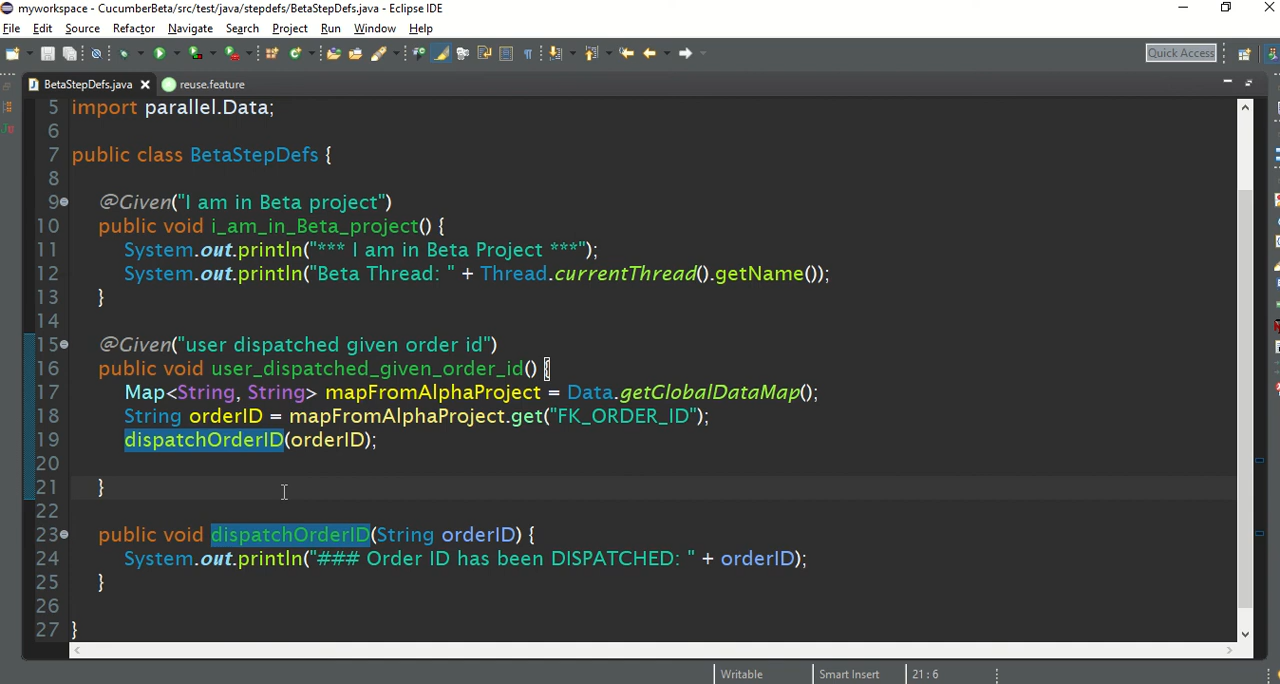 myworkspace - CucumberBeta/src/test/java/stepdefs/BetaStepDefs.java - Eclipse IDE
File Edit Source Refactor Navigate Search Project Run Window Help
Quick Access
BetaStepDefs.java reuse.feature
5 import parallel.Data;
6
7 public class BetaStepDefs {
8
9 @Given("I am in Beta project")
10 public void i_am_in_Beta_project() {
11 System.out.println("*** I am in Beta Project ***");
12 System.out.println("Beta Thread: " + Thread.currentThread().getName());
13 }
14
15 @Given("user dispatched given order id")
16 public void user_dispatched_given_order_id() {
17 Map<String, String> mapFromAlphaProject = Data.getGlobalDataMap();
18 String orderID = mapFromAlphaProject.get("FK_ORDER_ID");
19 dispatchOrderID(orderID);
20
21 }
22
23 public void dispatchOrderID(String orderID) {
24 System.out.println("### Order ID has been DISPATCHED: " + orderID);
25 }
26
27 }
Writable Smart Insert 21 : 6